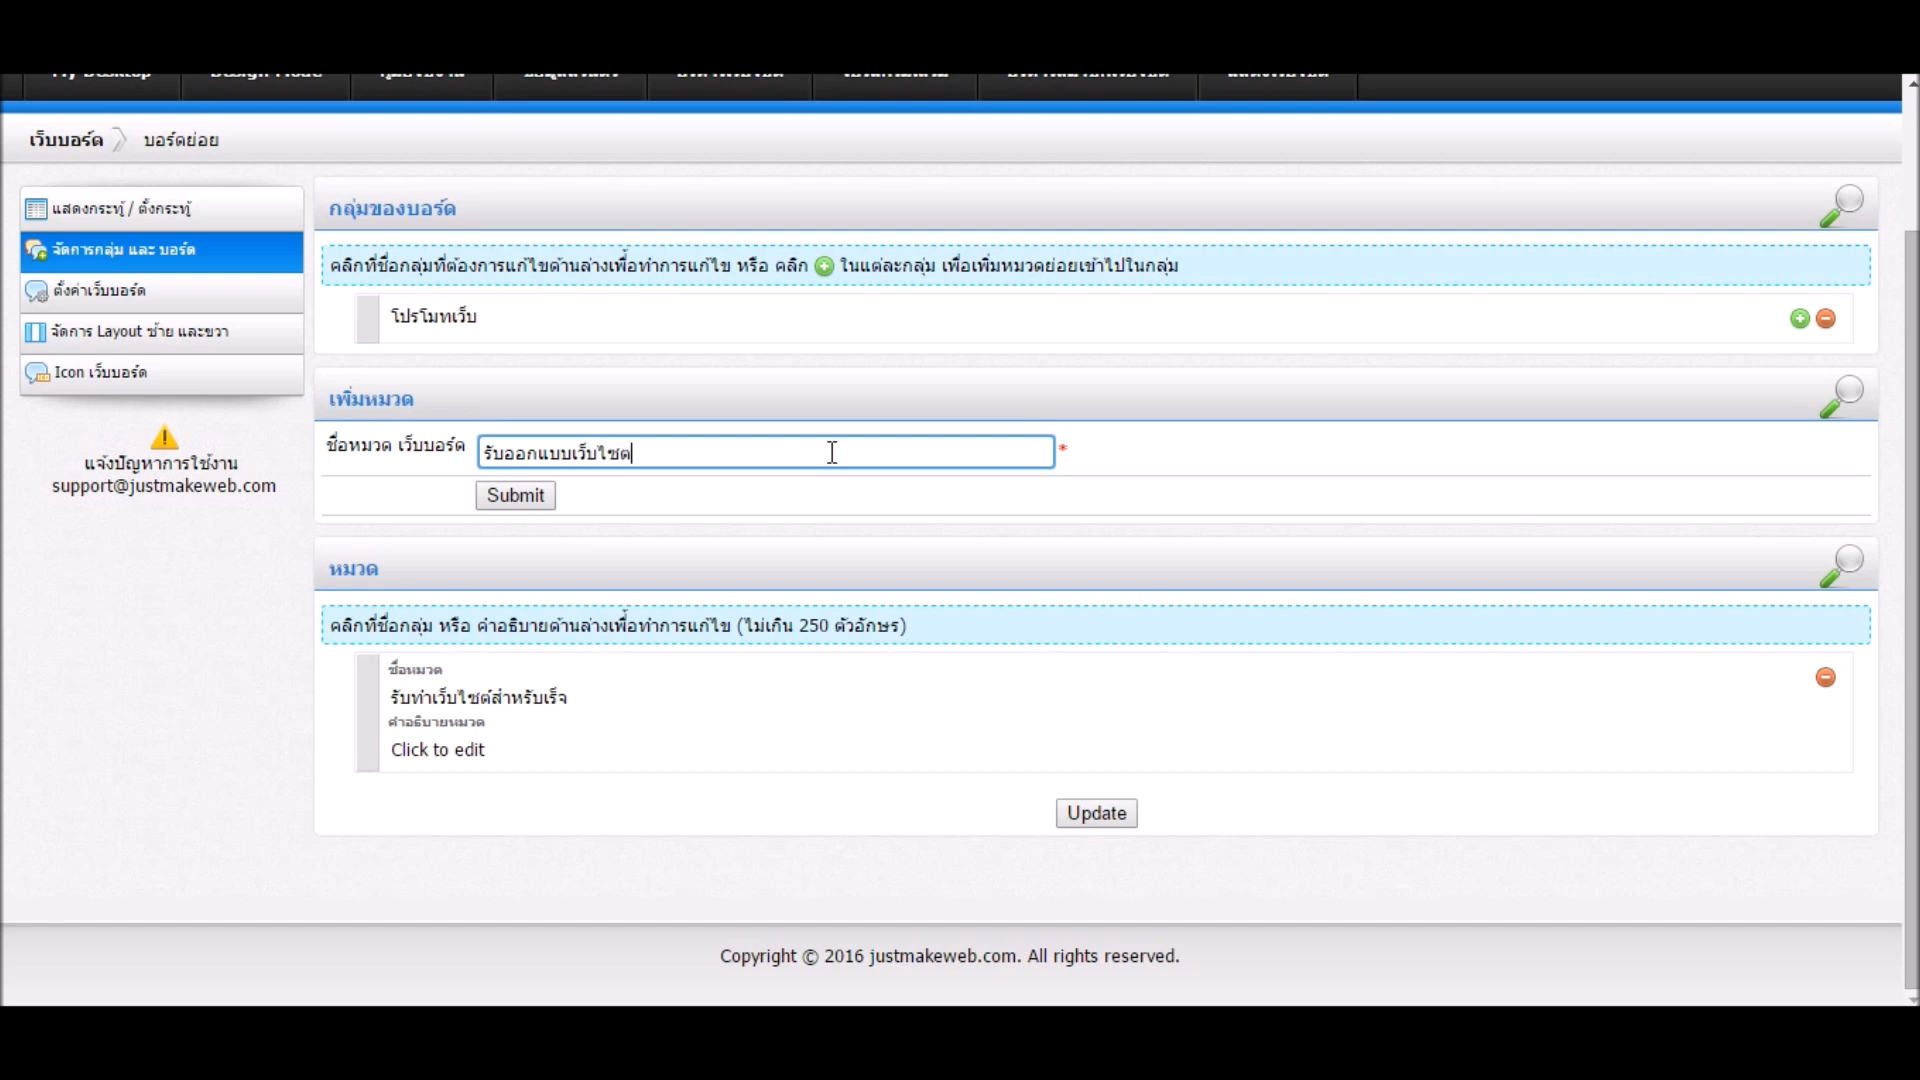 My Desktop
เว็บบอร์ด
บอร์ดย่อย
แสดงกระทู้ / ตั้งกระทู้
จัดการกลุ่ม และ บอร์ด
ตั้งค่าเว็บบอร์ด
จัดการ Layout ซ้าย และขวา
Icon เว็บบอร์ด
แจ้งปัญหาการใช้งาน
support@justmakeweb.com
กลุ่มของบอร์ด
คลิกที่ชื่อกลุ่มที่ต้องการแก้ไขด้านล่างเพื่อทำการแก้ไข หรือ คลิก ในแต่ละกลุ่ม เพื่อเพิ่มหมวดย่อยเข้าไปในกลุ่ม
โปรโมทเว็บ
เพิ่มหมวด
ชื่อหมวด เว็บบอร์ด รับออกแบบเว็บไซต *
Submit
หมวด
คลิกที่ชื่อกลุ่ม หรือ คำอธิบายด้านล่างเพื่อทำการแก้ไข (ไม่เกิน 250 ตัวอักษร)
ชื่อหมวด
รับทำเว็บไซต์สำหรับเร็จ
คำอธิบายหมวด
Click to edit
Update
Copyright © 2016 justmakeweb.com. All rights reserved.